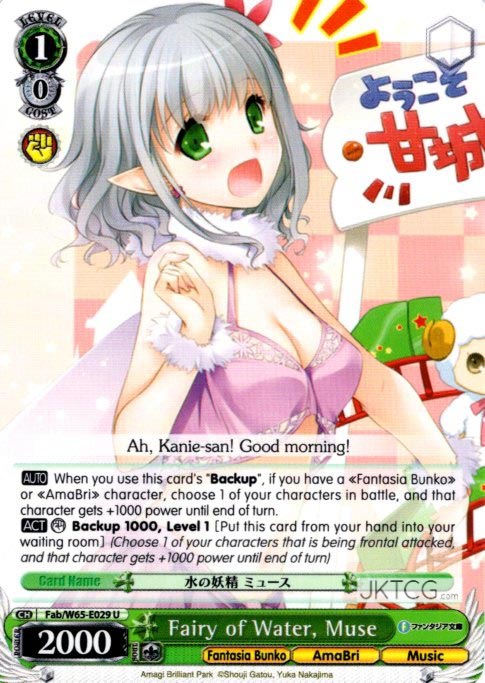 LEVEL
1
0
COST
ようこそ
甘城
Ah, Kanie-san! Good morning!
AUTO When you use this card's "Backup", if you have a «Fantasia Bunko»
or «AmaBri» character, choose 1 of your characters in battle, and that
character gets +1000 power until end of turn.
ACT Backup 1000, Level 1 [Put this card from your hand into your
waiting room] (Choose 1 of your characters that is being frontal attacked,
and that character gets +1000 power until end of turn)
Card Name
水の妖精 ミュース
JKTCG.com
CH Fab/W65-E029 U
POWER
2000
SOUL
Fairy of Water, Muse
ファンタジア文庫
Fantasia Bunko
AmaBri
Music
Amagi Brilliant Park ©Shouji Gatou, Yuka Nakajima